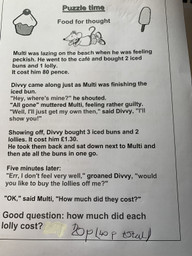 Puzzle time
Food for thought
Multi was lazing on the beach when he was feeling
peckish. He went to the café and bought 2 iced
buns and 1 lolly.
It cost him 80 pence.
Divvy came along just as Multi was finishing the
iced bun.
"Hey, where's mine?" he shouted.
"All gone" muttered Multi, feeling rather guilty.
"Well, I'll just get my own then," said Divvy, "I'll
show you!"
Showing off, Divvy bought 3 iced buns and 2
lollies. It cost him £1.30.
He took them back and sat down next to Multi and
then ate all the buns in one go.
Five minutes later:
"Err, I don't feel very well," groaned Divvy, "would
you like to buy the lollies off me?"
"OK," said Multi, "How much did they cost?"
Good question: how much did each
lolly cost? 20p (40p total)